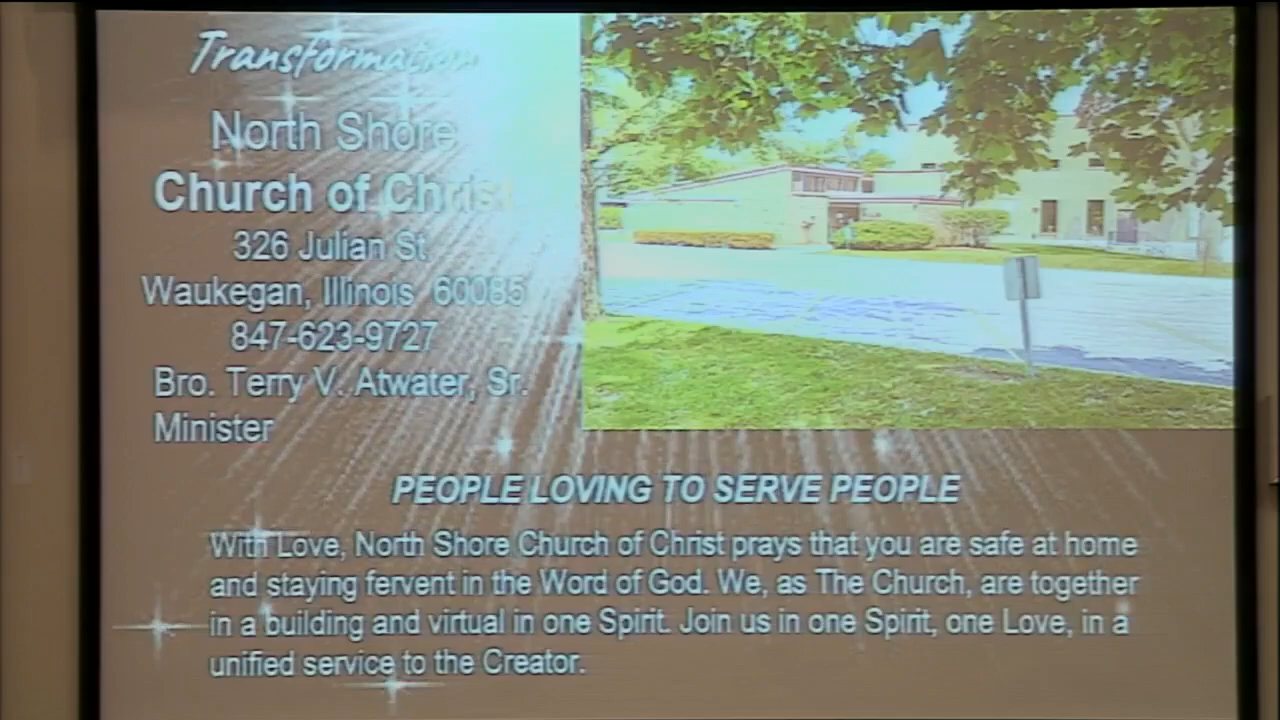 Transformation
North Shore
Church of Christ
326 Julian St
Waukegan, Illinois 60085
847-623-9727
Bro. Terry V. Atwater, Sr.
Minister
PEOPLE LOVING TO SERVE PEOPLE
With Love, North Shore Church of Christ prays that you are safe at home
and staying fervent in the Word of God. We, as The Church, are together
in a building and virtual in one Spirit. Join us in one Spirit, one Love, in a
unified service to the Creator.